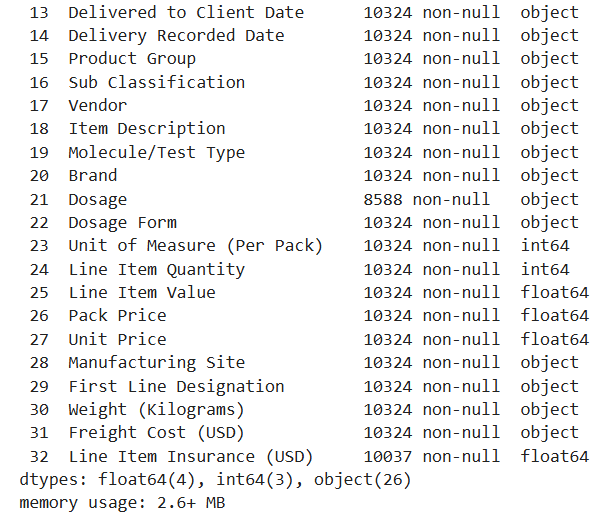 13 Delivered to Client Date 10324 non-null object
14 Delivery Recorded Date 10324 non-null object
15 Product Group 10324 non-null object
16 Sub Classification 10324 non-null object
17 Vendor 10324 non-null object
18 Item Description 10324 non-null object
19 Molecule/Test Type 10324 non-null object
20 Brand 10324 non-null object
21 Dosage 8588 non-null object
22 Dosage Form 10324 non-null object
23 Unit of Measure (Per Pack) 10324 non-null int64
24 Line Item Quantity 10324 non-null int64
25 Line Item Value 10324 non-null float64
26 Pack Price 10324 non-null float64
27 Unit Price 10324 non-null float64
28 Manufacturing Site 10324 non-null object
29 First Line Designation 10324 non-null object
30 Weight (Kilograms) 10324 non-null object
31 Freight Cost (USD) 10324 non-null object
32 Line Item Insurance (USD) 10037 non-null float64
dtypes: float64(4), int64(3), object(26)
memory usage: 2.6+ MB